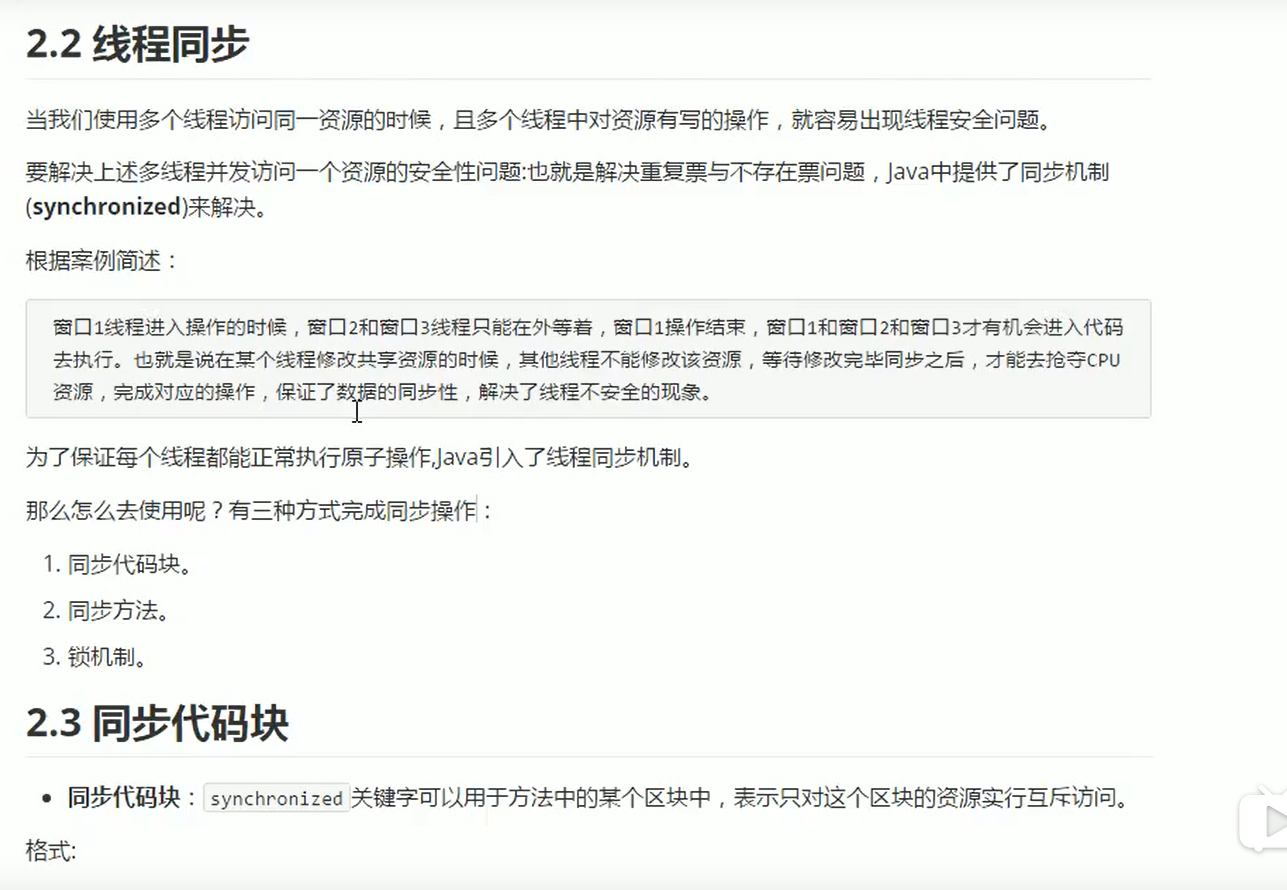 2.2 线程同步
当我们使用多个线程访问同一资源的时候，且多个线程中对资源有写的操作，就容易出现线程安全问题。
要解决上述多线程并发访问一个资源的安全性问题:也就是解决重复票与不存在票问题，Java中提供了同步机制
(synchronized)来解决。
根据案例简述：
窗口1线程进入操作的时候，窗口2和窗口3线程只能在外等着，窗口1操作结束，窗口1和窗口2和窗口3才有机会进入代码
去执行。也就是说在某个线程修改共享资源的时候，其他线程不能修改该资源，等待修改完毕同步之后，才能去抢夺CPU
资源，完成对应的操作，保证了数据的同步性，解决了线程不安全的现象。
为了保证每个线程都能正常执行原子操作,Java引入了线程同步机制。
那么怎么去使用呢？有三种方式完成同步操作：
1. 同步代码块。
2. 同步方法。
3. 锁机制。
2.3 同步代码块
• 同步代码块：synchronized关键字可以用于方法中的某个区块中，表示只对这个区块的资源实行互斥访问。
格式: